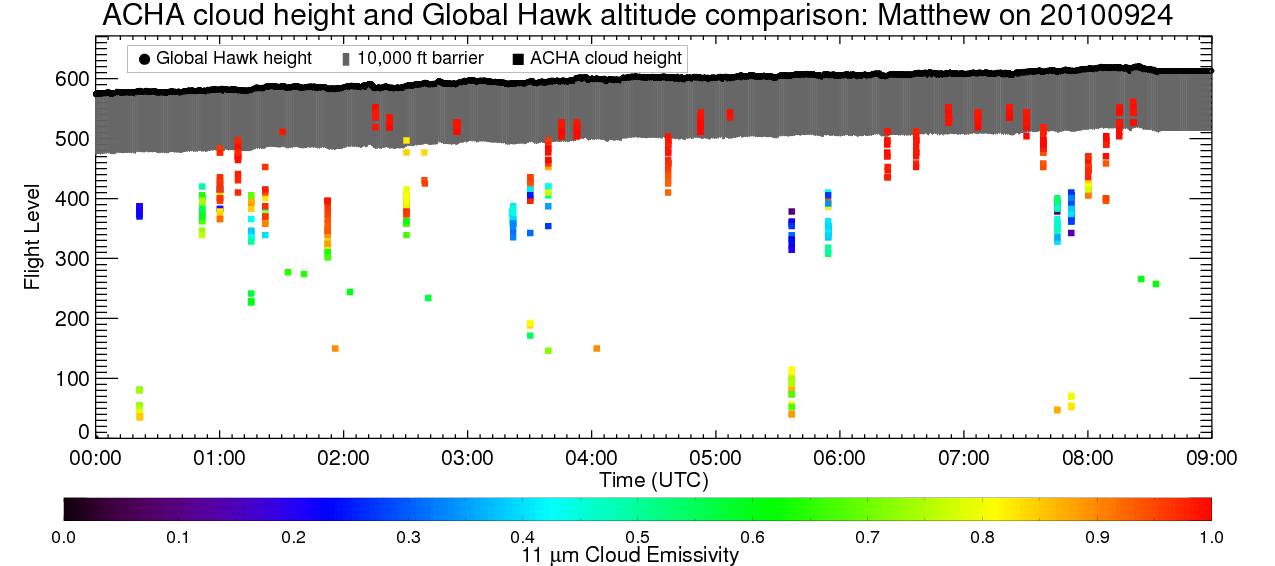 ACHA cloud height and Global Hawk altitude comparison: Matthew on 20100924
Global Hawk height 10,000 ft barrier ACHA cloud height
Flight Level
600
500
400
300
200
100
0
00:00 01:00 02:00 03:00 04:00 05:00 06:00 07:00 08:00 09:00
Time (UTC)
0.0 0.1 0.2 0.3 0.4 0.5 0.6 0.7 0.8 0.9 1.0
11 μm Cloud Emissivity